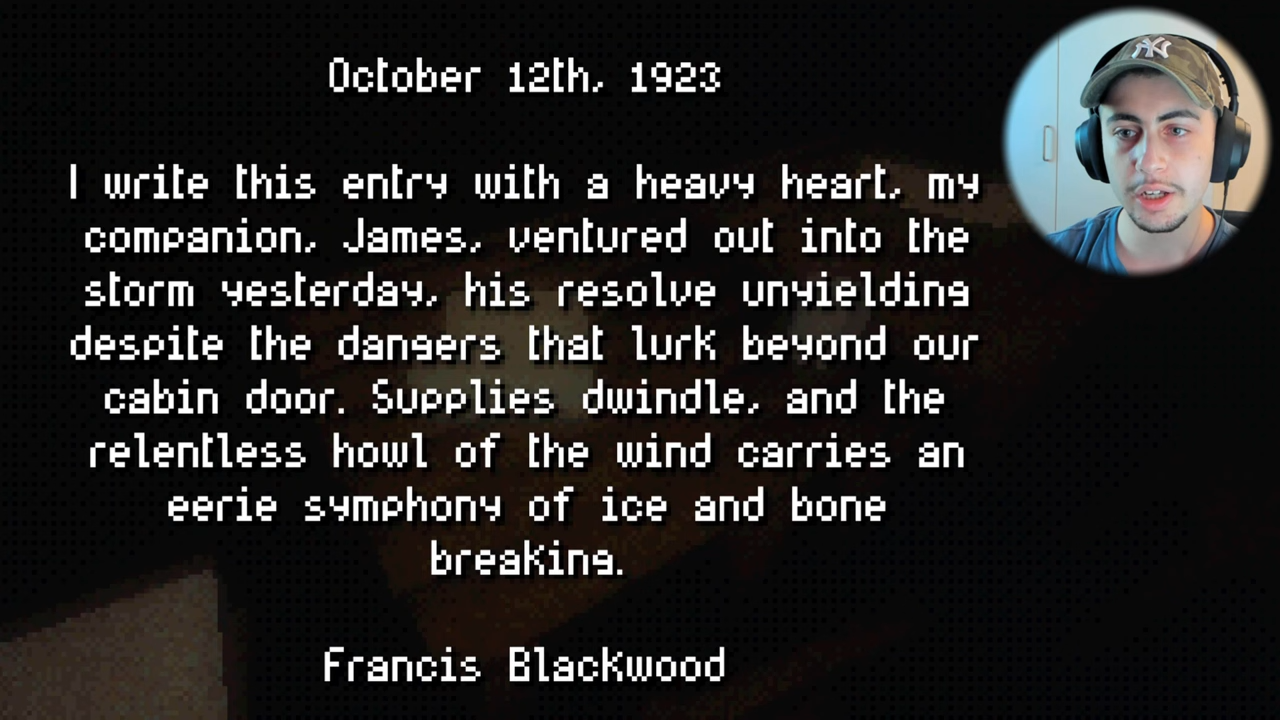 October 12th, 1923
I write this entry with a heavy heart, my
companion, James, ventured out into the
storm yesterday, his resolve unyielding
despite the dangers that lurk beyond our
cabin door. Supplies dwindle, and the
relentless howl of the wind carries an
eerie symphony of ice and bone
breaking.
Francis Blackwood